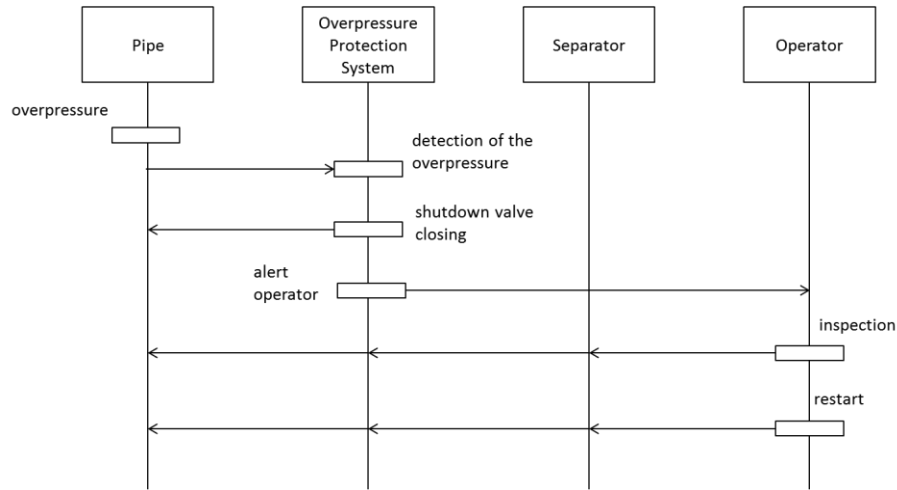 Pipe
Overpressure
Protection
System
Separator
Operator
overpressure
detection of the
overpressure
shutdown valve
closing
alert
operator
inspection
restart